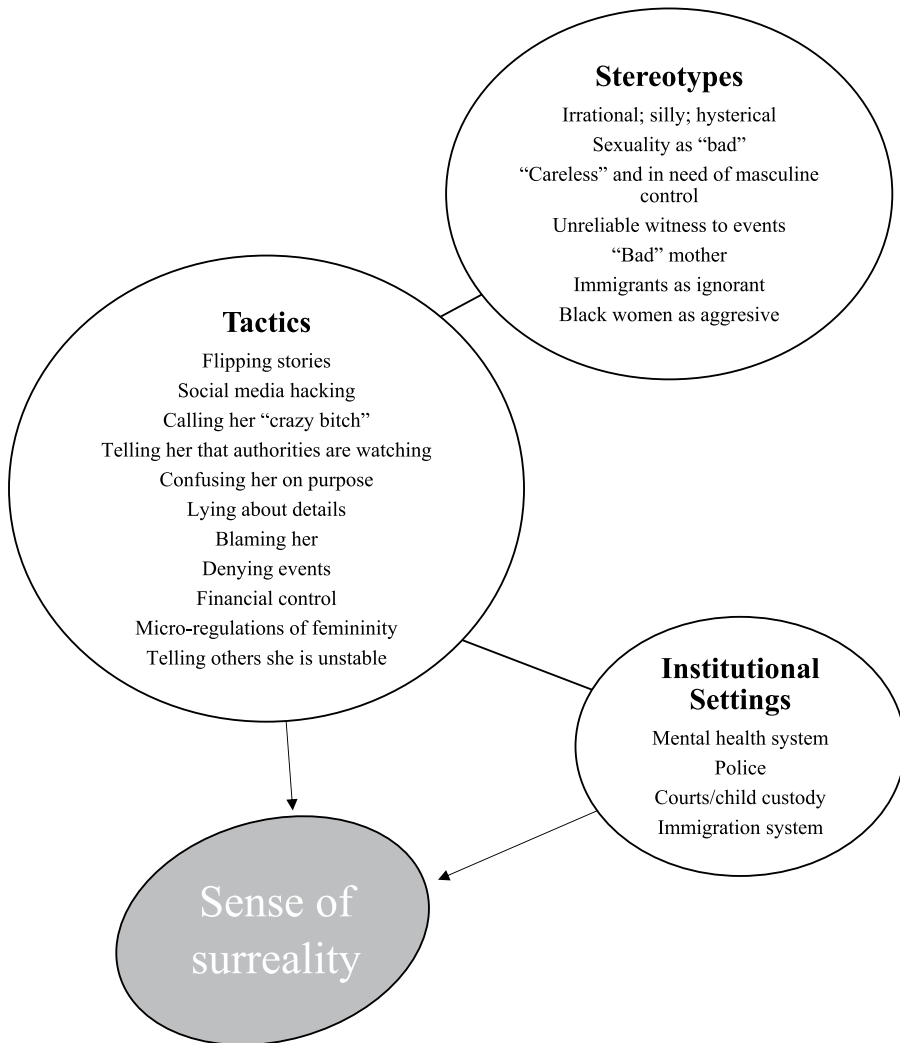 Stereotypes
Irrational; silly; hysterical
Sexuality as “bad”
“Careless” and in need of masculine
control
Unreliable witness to events
“Bad” mother
Immigrants as ignorant
Black women as aggresive
Tactics
Flipping stories
Social media hacking
Calling her “crazy bitch”
Telling her that authorities are watching
Confusing her on purpose
Lying about details
Blaming her
Denying events
Financial control
Micro-regulations of femininity
Telling others she is unstable
Institutional
Settings
Mental health system
Police
Courts/child custody
Immigration system
Sense of
surreality